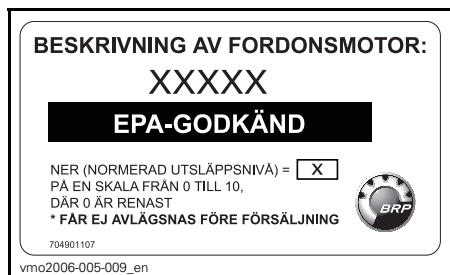 BESKRIVNING AV FORDONSMOTOR:
XXXXX
EPA-GODKÄND
NER (NORMERAD UTSLÄPPSNIVÅ) = X
PÅ EN SKALA FRÅN 0 TILL 10,
DÄR 0 ÄR RENAST
* FÅR EJ AVLÄGSNAS FÖRE FÖRSÄLJNING
BRP
704901107
vmo2006-005-009_en